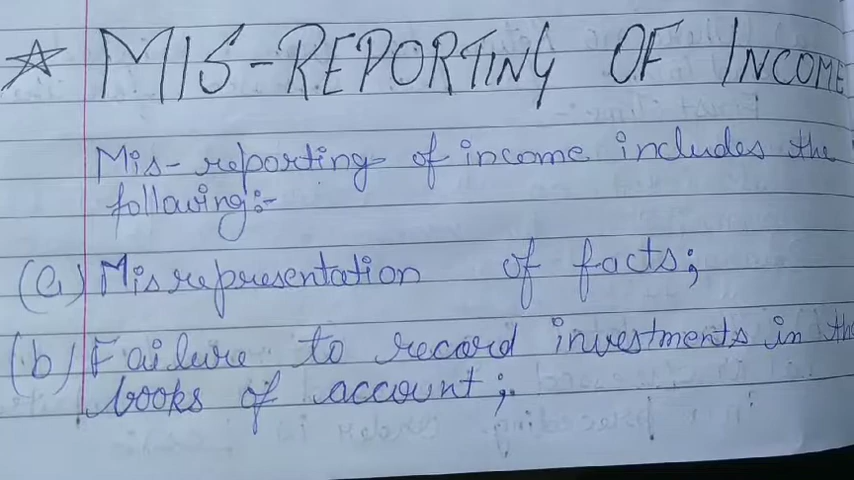 MIS-REPORTING OF INCOME
Mis-reporting of income includes the
following:-
(a) Misrepresentation of facts;
(b) Failure to record investments in the
books of account;